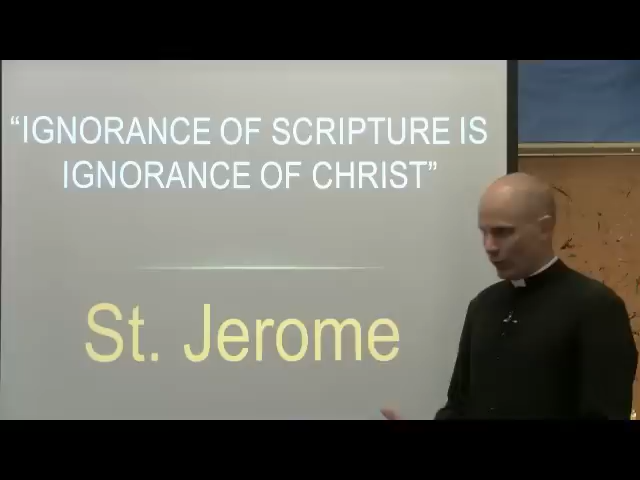 “IGNORANCE OF SCRIPTURE IS
IGNORANCE OF CHRIST”
St. Jerome